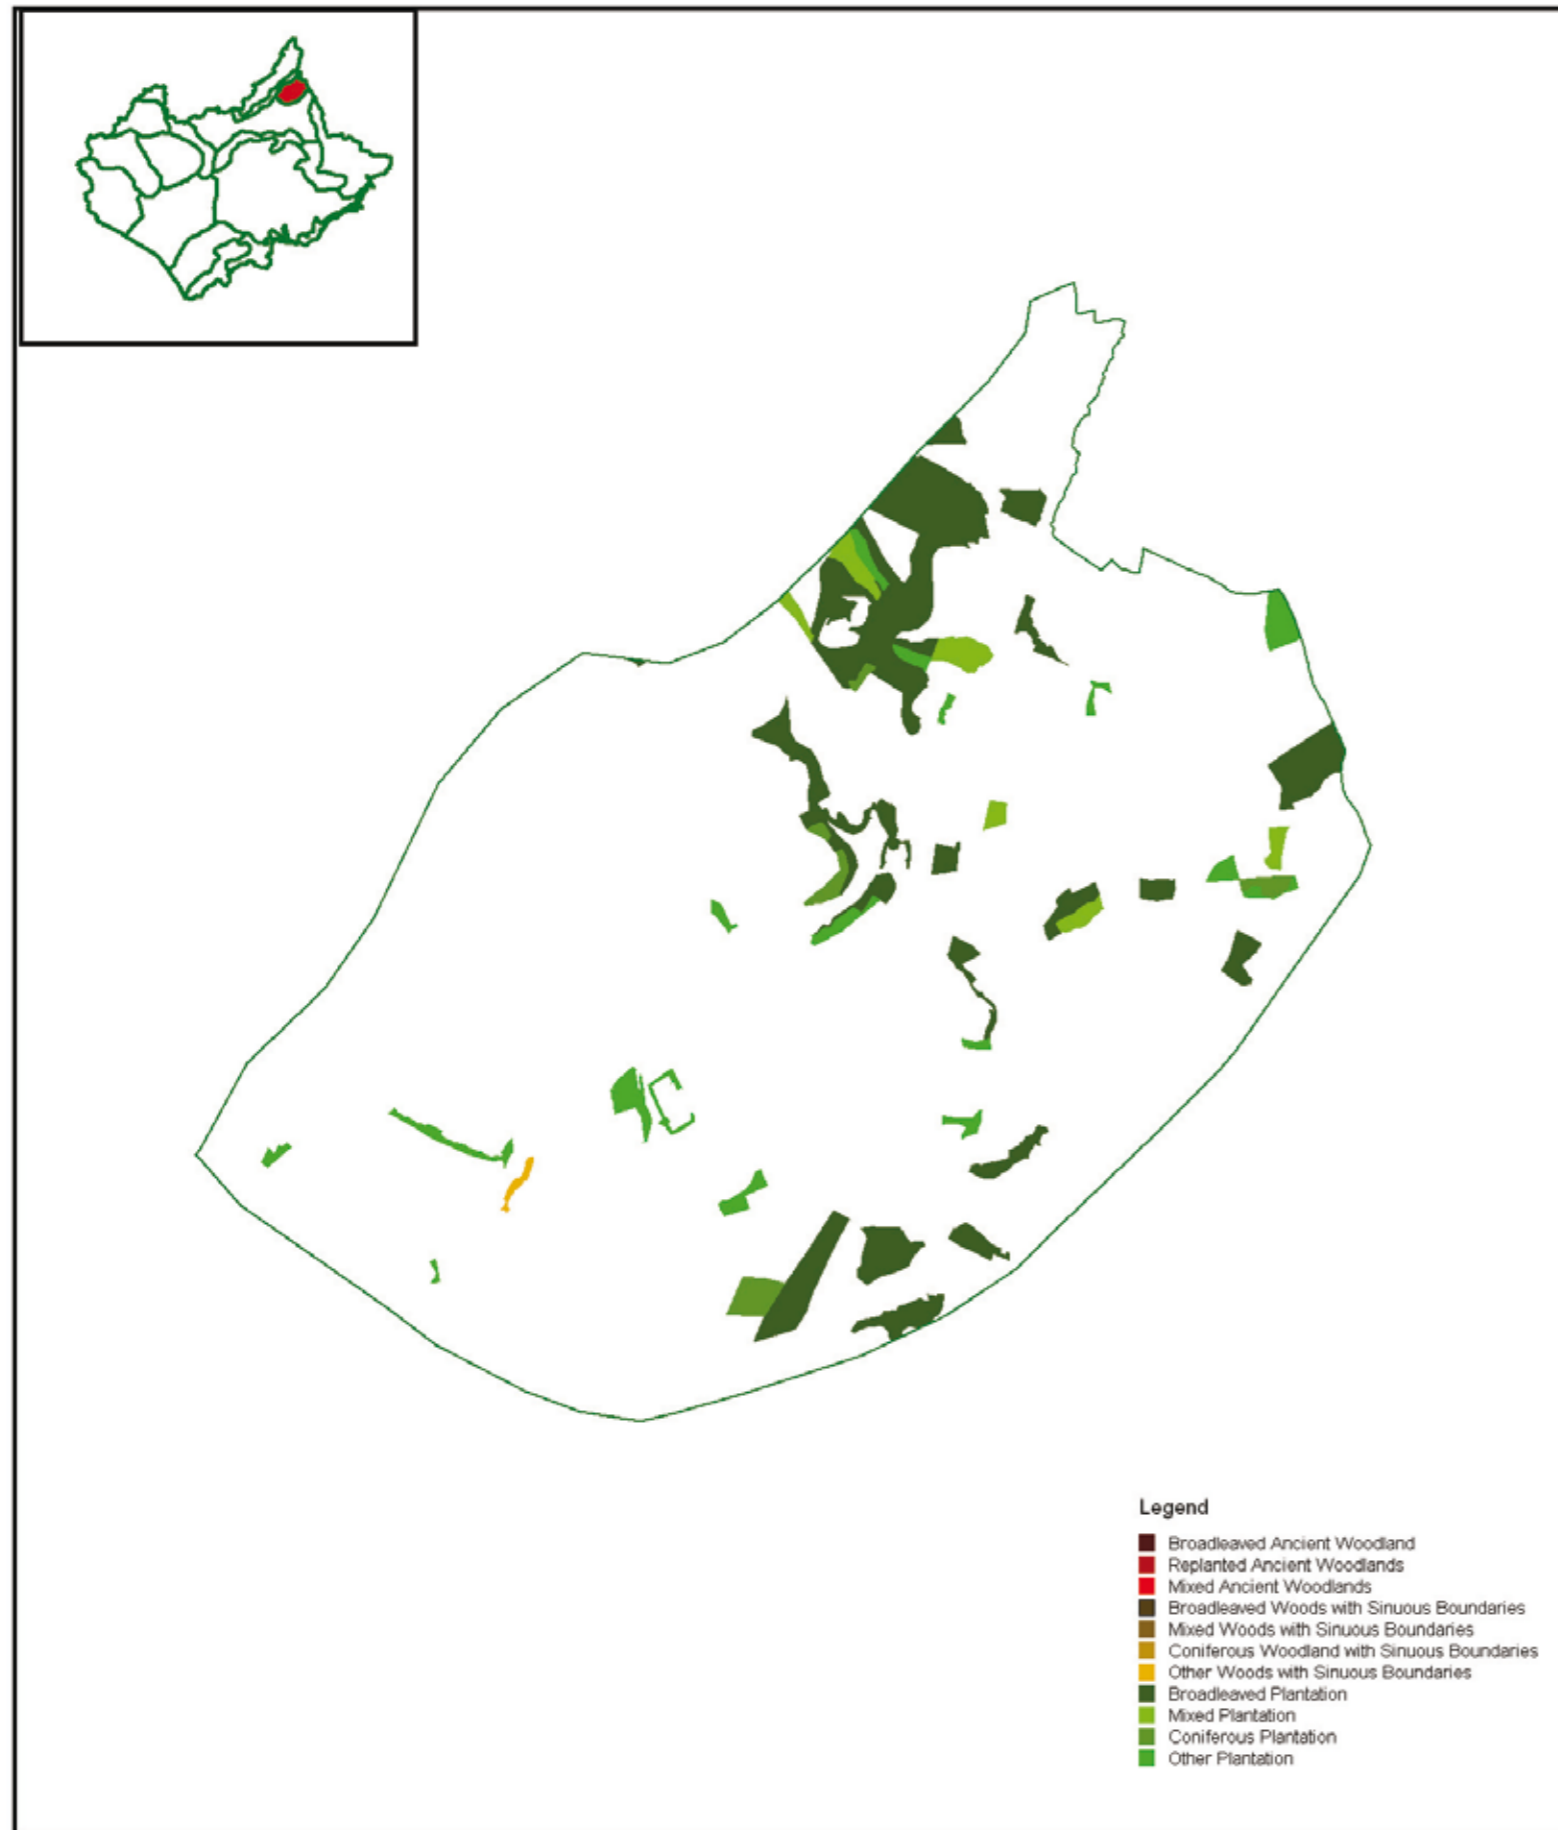 Legend
Broadleaved Ancient Woodland
Replanted Ancient Woodlands
Mixed Ancient Woodlands
Broadleaved Woods with Sinuous Boundaries
Mixed Woods with Sinuous Boundaries
Coniferous Woodland with Sinuous Boundaries
Other Woods with Sinuous Boundaries
Broadleaved Plantation
Mixed Plantation
Coniferous Plantation
Other Plantation